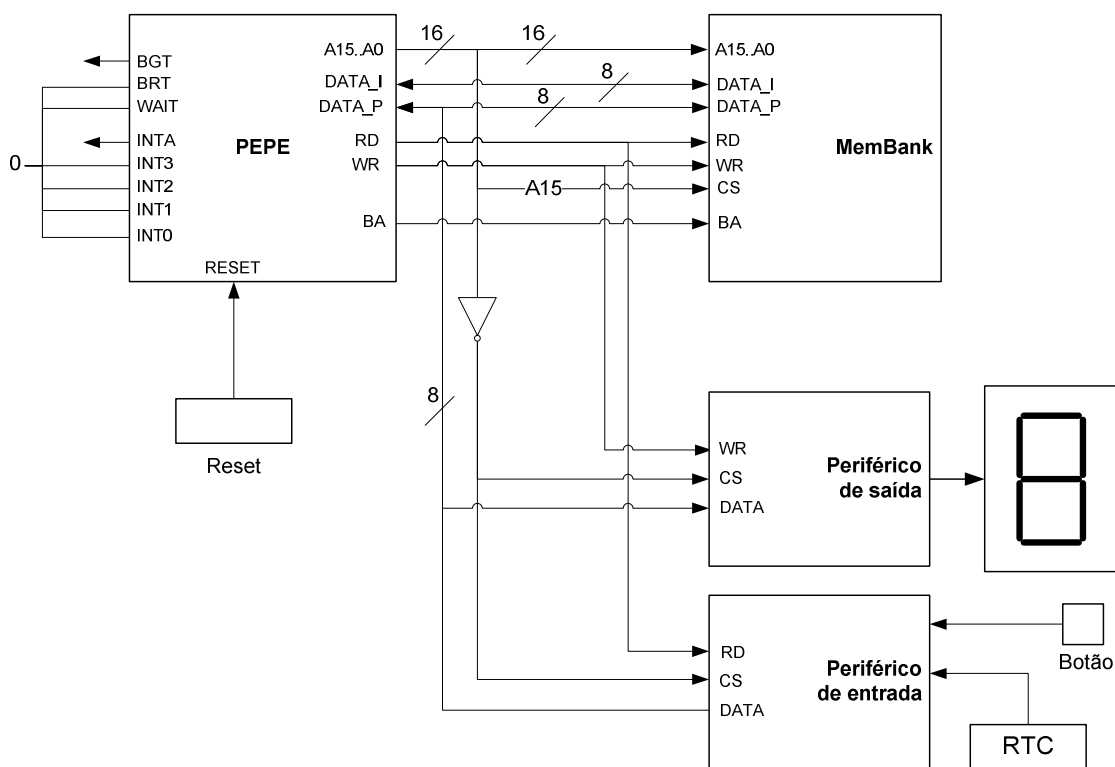 16
16
BGT
BRT
WAIT
INTA
INT3
INT2
INT1
INT0
0
PEPE
RESET
A15..A0
DATA_I
DATA_P
RD
WR
BA
8
8
A15
A15..A0
DATA_I
DATA_P
RD
WR
CS
BA
MemBank
Reset
8
WR
CS
DATA
Periférico
de saída
RD
CS
DATA
Periférico
de entrada
Botão
RTC